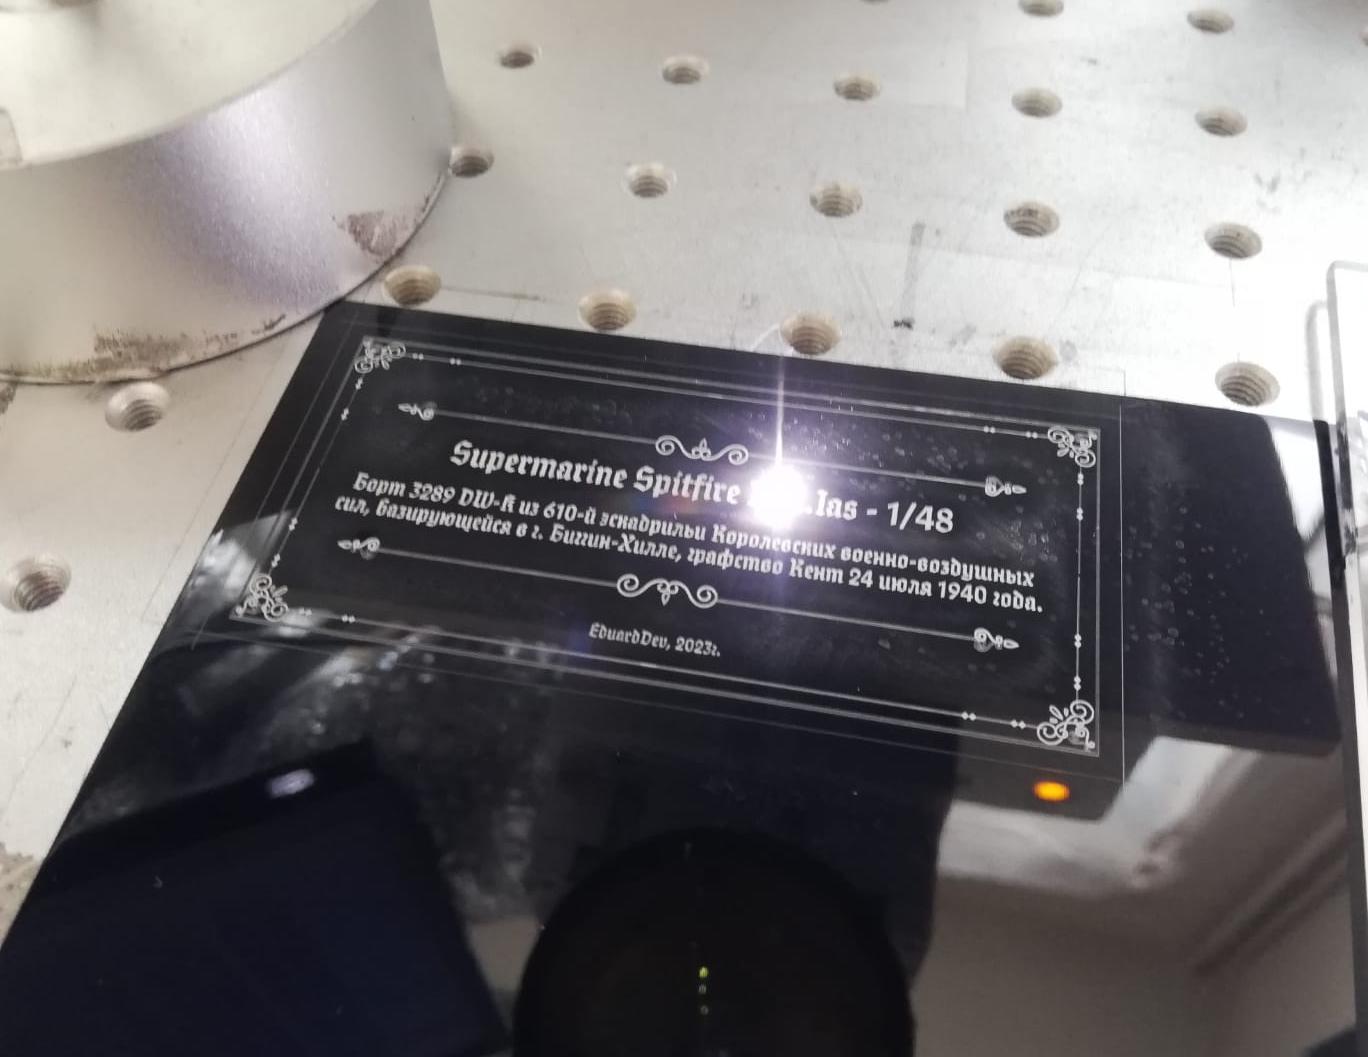 Supermarine Spitfire .Ias - 1/48
Борт 3289 DW-K из 610-й эскадрильи Королевских военно-воздушных
сил, базирующейся в г. Бигин-Хилле, графство Кент 24 июля 1940 года.
EduardDev, 2023г.